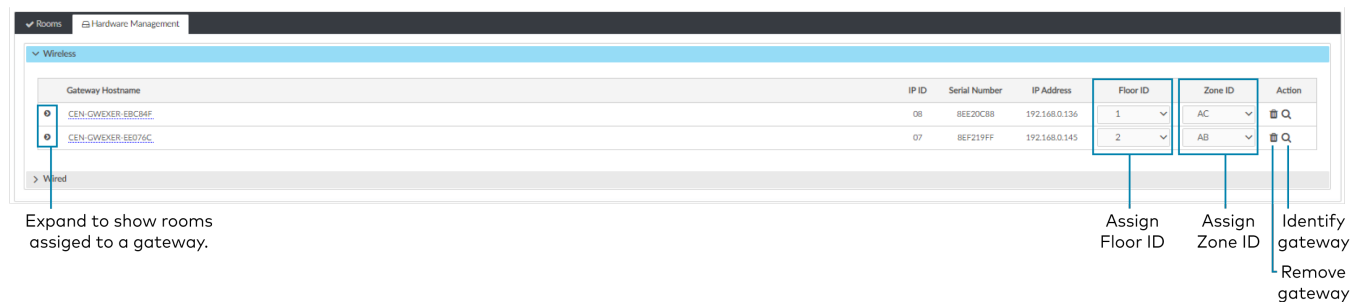 Rooms Hardware Management
Wireless
Gateway Hostname IP ID Serial Number IP Address Floor ID Zone ID Action
CEN-GWEXER-EBC84F 08 8EE20C88 192.168.0.136 1 AC
CEN-GWEXER-EE076C 07 8EF219FF 192.168.0.145 2 AB
Wired
Expand to show rooms
assiged to a gateway.
Assign
Floor ID
Assign
Zone ID
Identify
gateway
Remove
gateway